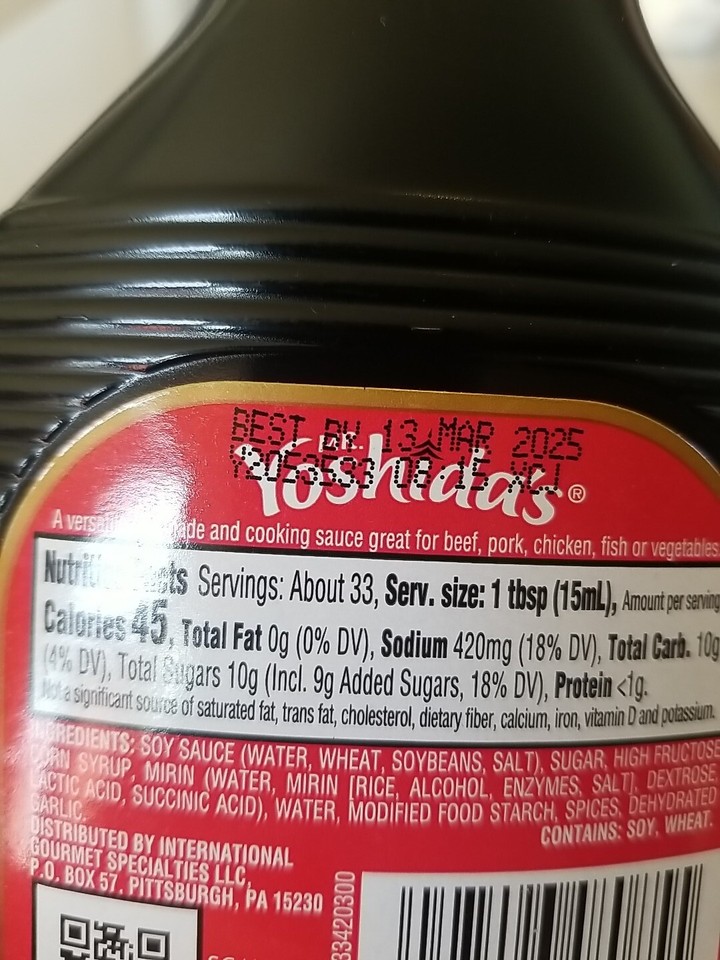 BEST BY 13 MAR 2025
MR.
Yoshida's®
A and cooking sauce great for beef, pork, chicken, fish or vegetables.
Nutrition Facts Servings: About 33, Serv. size: 1 tbsp (15mL), Amount per serving
Calories 45, Total Fat 0g (0% DV), Sodium 420mg (18% DV), Total Carb. 10g
(4% DV), Total Sugars 10g (Incl. 9g Added Sugars, 18% DV), Protein <1g.
Not a significant source of saturated fat, trans fat, cholesterol, dietary fiber, calcium, iron, vitamin D and potassium.
INGREDIENTS: SOY SAUCE (WATER, WHEAT, SOYBEANS, SALT), SUGAR, HIGH FRUCTOSE
CORN SYRUP, MIRIN (WATER, MIRIN [RICE, ALCOHOL, ENZYMES, SALT], DEXTROSE,
LACTIC ACID, SUCCINIC ACID), WATER, MODIFIED FOOD STARCH, SPICES, DEHYDRATED
GARLIC.
CONTAINS: SOY, WHEAT.
DISTRIBUTED BY INTERNATIONAL
GOURMET SPECIALTIES LLC,
P.O. BOX 57, PITTSBURGH, PA 15230
33420300